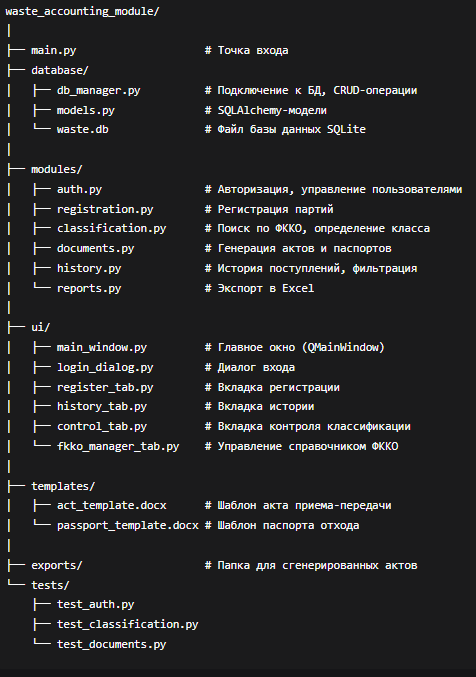 waste_accounting_module/
│
├── main.py                # Точка входа
├── database/
│   ├── db_manager.py      # Подключение к БД, CRUD-операции
│   ├── models.py          # SQLAlchemy-модели
│   └── waste.db           # Файл базы данных SQLite
│
├── modules/
│   ├── auth.py            # Авторизация, управление пользователями
│   ├── registration.py    # Регистрация партий
│   ├── classification.py  # Поиск по ФККО, определение класса
│   ├── documents.py       # Генерация актов и паспортов
│   ├── history.py         # История поступлений, фильтрация
│   └── reports.py         # Экспорт в Excel
│
├── ui/
│   ├── main_window.py     # Главное окно (QMainWindow)
│   ├── login_dialog.py    # Диалог входа
│   ├── register_tab.py    # Вкладка регистрации
│   ├── history_tab.py     # Вкладка истории
│   ├── control_tab.py     # Вкладка контроля классификации
│   └── fkko_manager_tab.py    # Управление справочником ФККО
│
├── templates/
│   ├── act_template.docx      # Шаблон акта приема-передачи
│   └── passport_template.docx # Шаблон паспорта отхода
│
├── exports/               # Папка для сгенерированных актов
└── tests/
    ├── test_auth.py
    ├── test_classification.py
    └── test_documents.py